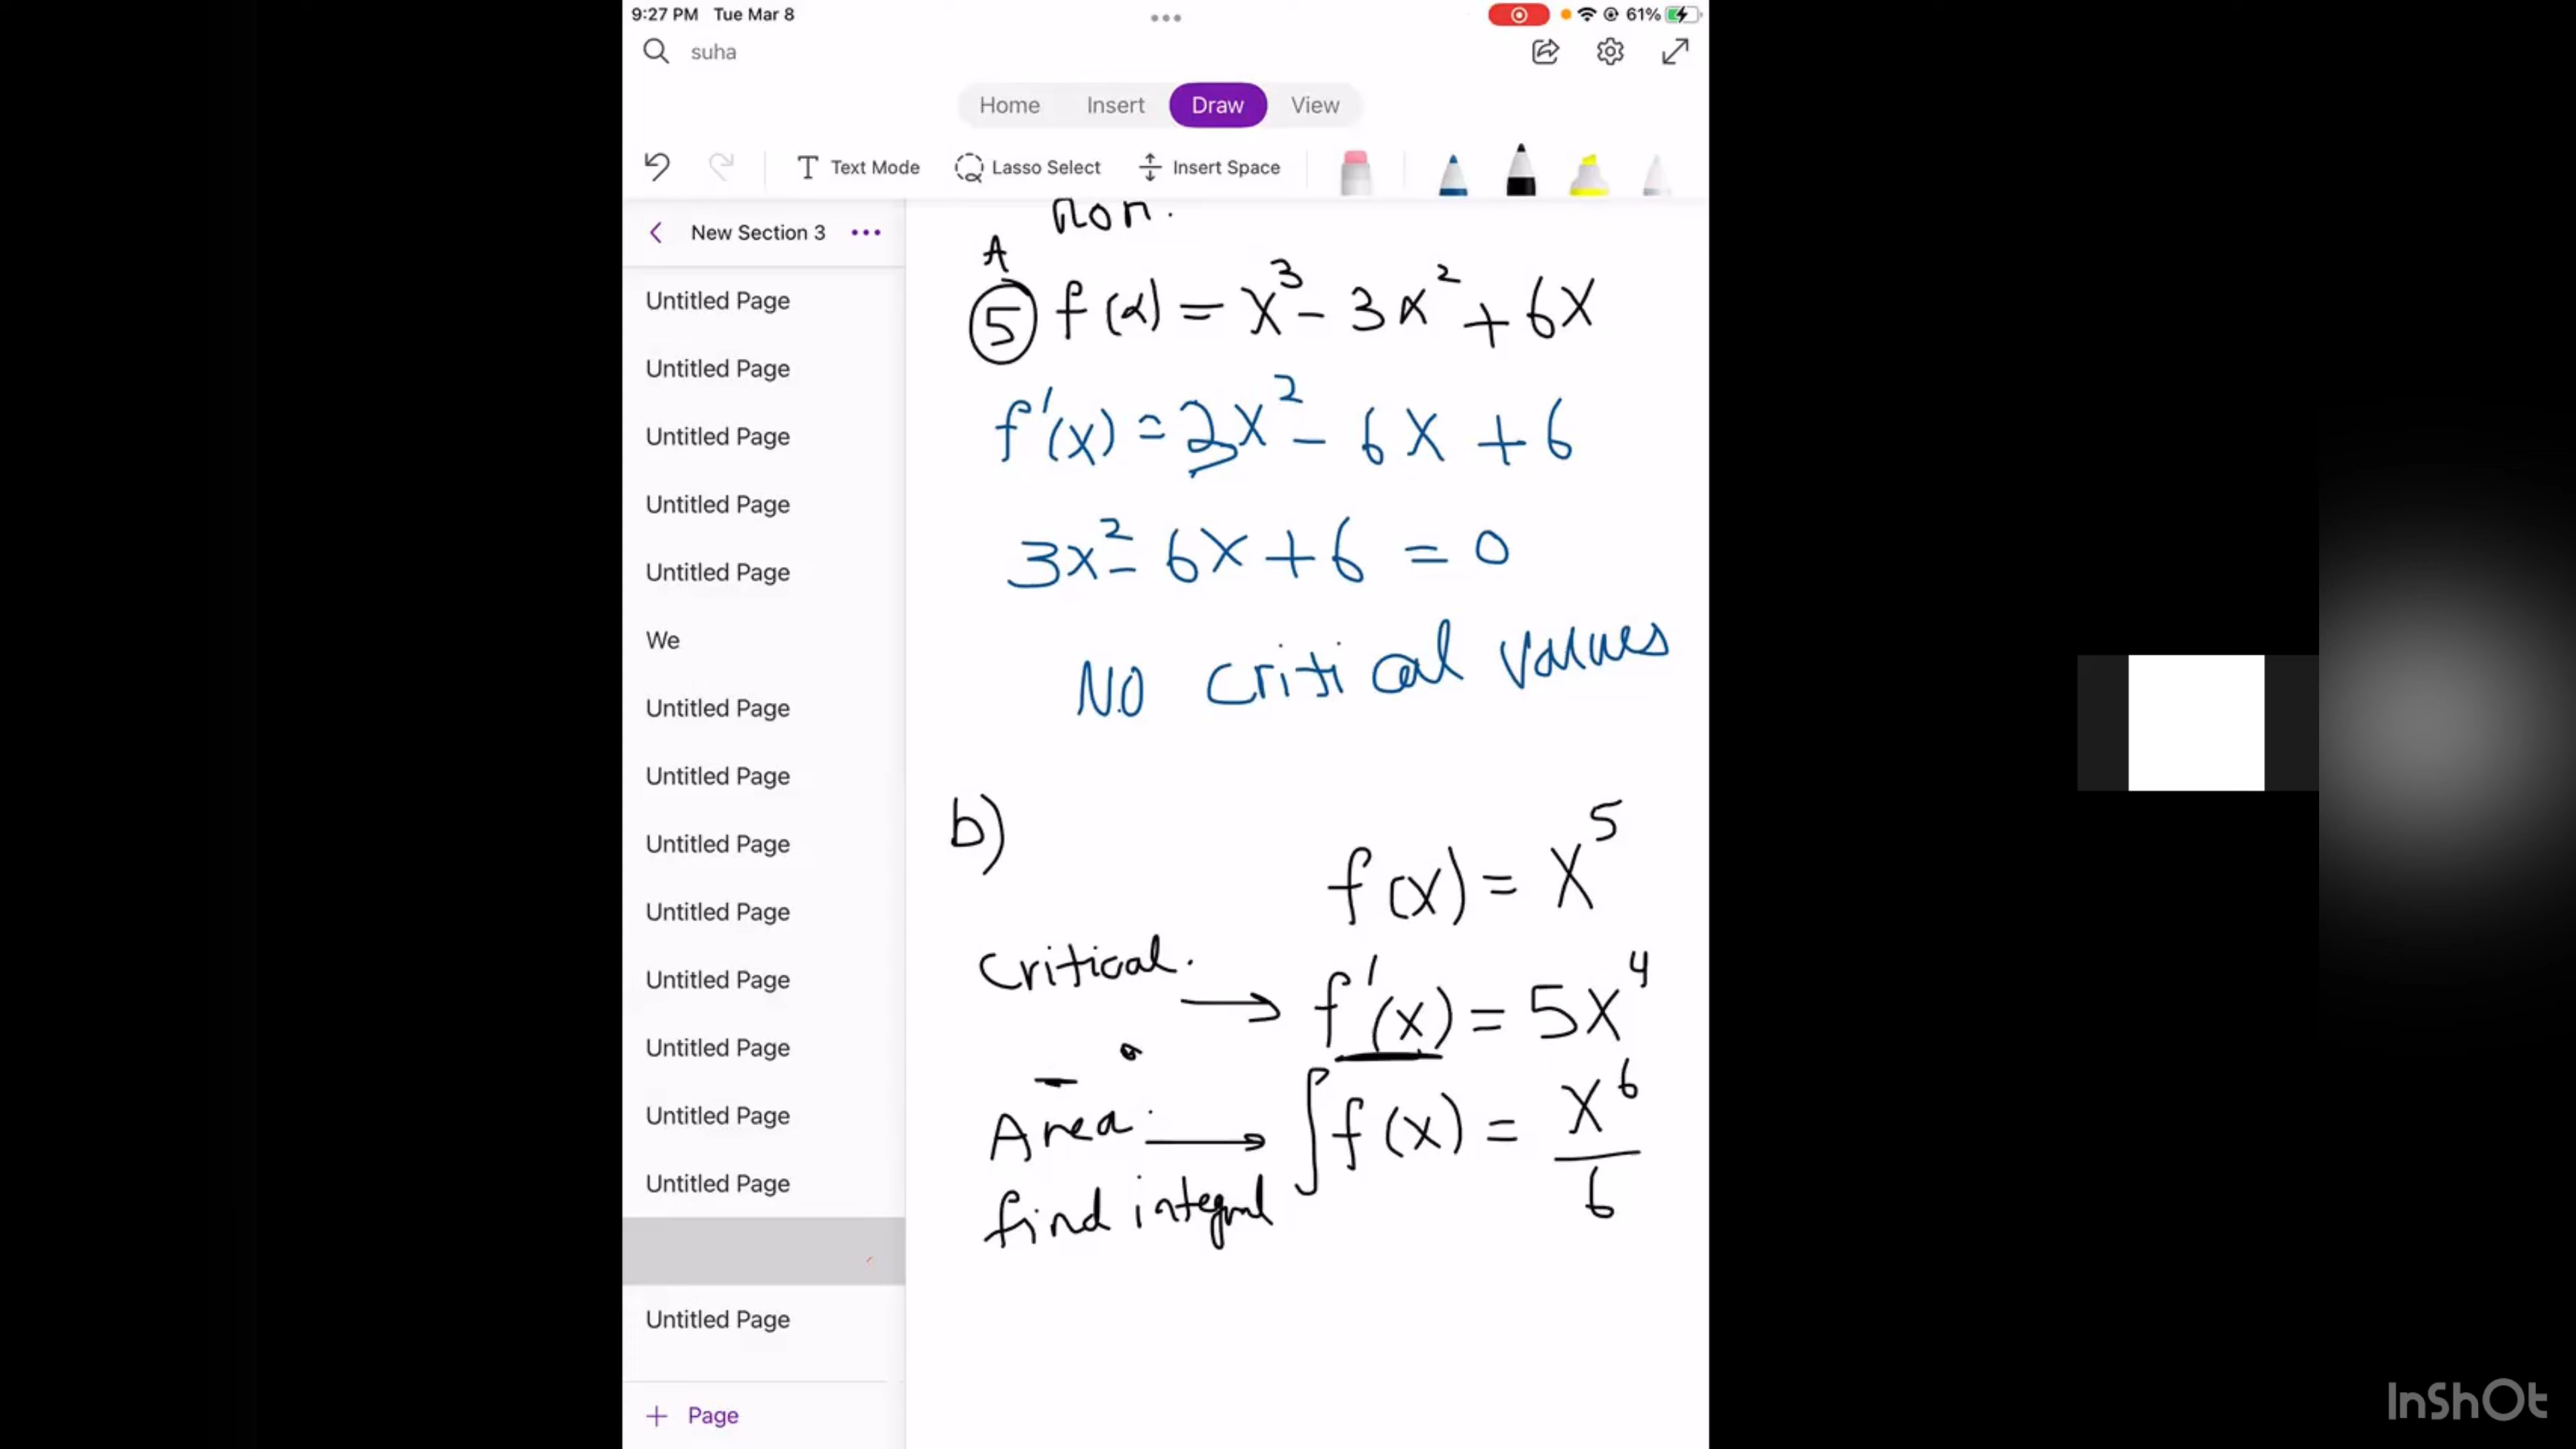 9:27 PM Tue Mar 8
61%
suha
Home Insert Draw View
Text Mode Lasso Select Insert Space
New Section 3
Untitled Page
Untitled Page
Untitled Page
Untitled Page
Untitled Page
We
Untitled Page
Untitled Page
Untitled Page
Untitled Page
Untitled Page
Untitled Page
Untitled Page
Untitled Page
Untitled Page
+ Page
A
5 f(x) = x³ - 3x² + 6x
f'(x) = 3x² - 6x + 6
3x² - 6x + 6 = 0
No critical values
b)
f(x) = x⁵
critical. → f'(x) = 5x⁴
Area → ∫f(x) = x⁶/6
find integral
InShOt